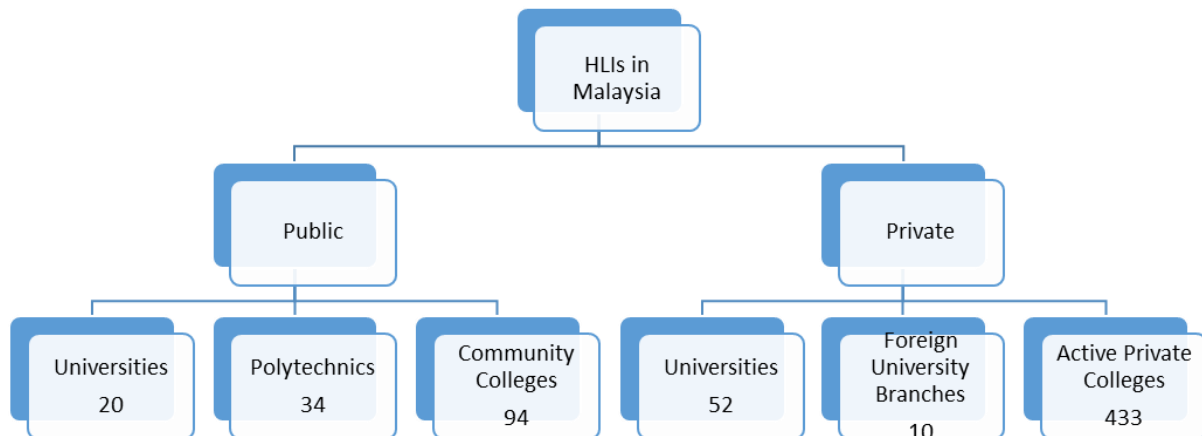 HLIs in
Malaysia
Public
Private
Universities
20
Polytechnics
34
Community
Colleges
94
Universities
52
Foreign
University
Branches
10
Active Private
Colleges
433